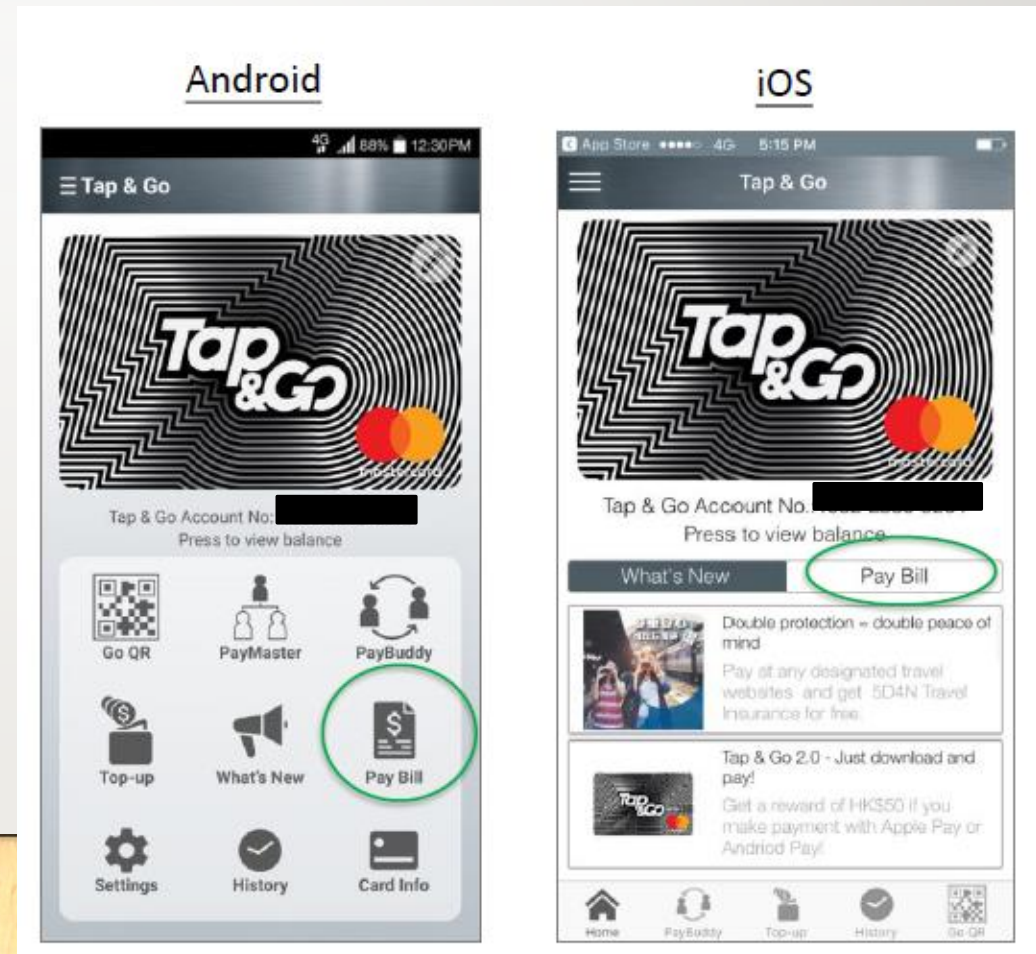 Android
4G 88% 12:30PM
Tap & Go
Tap &GO
mastercard
Tap & Go Account No:
Press to view balance
Go QR PayMaster PayBuddy
Top-up What's New Pay Bill
Settings History Card Info
iOS
App Store 4G 5:15 PM
Tap & Go
Tap &GO
mastercard
Tap & Go Account No.
Press to view balance
What's New Pay Bill
Double protection – double peace of
mind
Pay at any designated travel
websites and get 5D4N Travel
Insurance for free.
Tap & Go 2.0 - Just download and
pay!
Tap &GO
Get a reward of HK$50 if you
make payment with Apple Pay or
Andriod Pay!
Home PayBuddy Top-up History Go QR